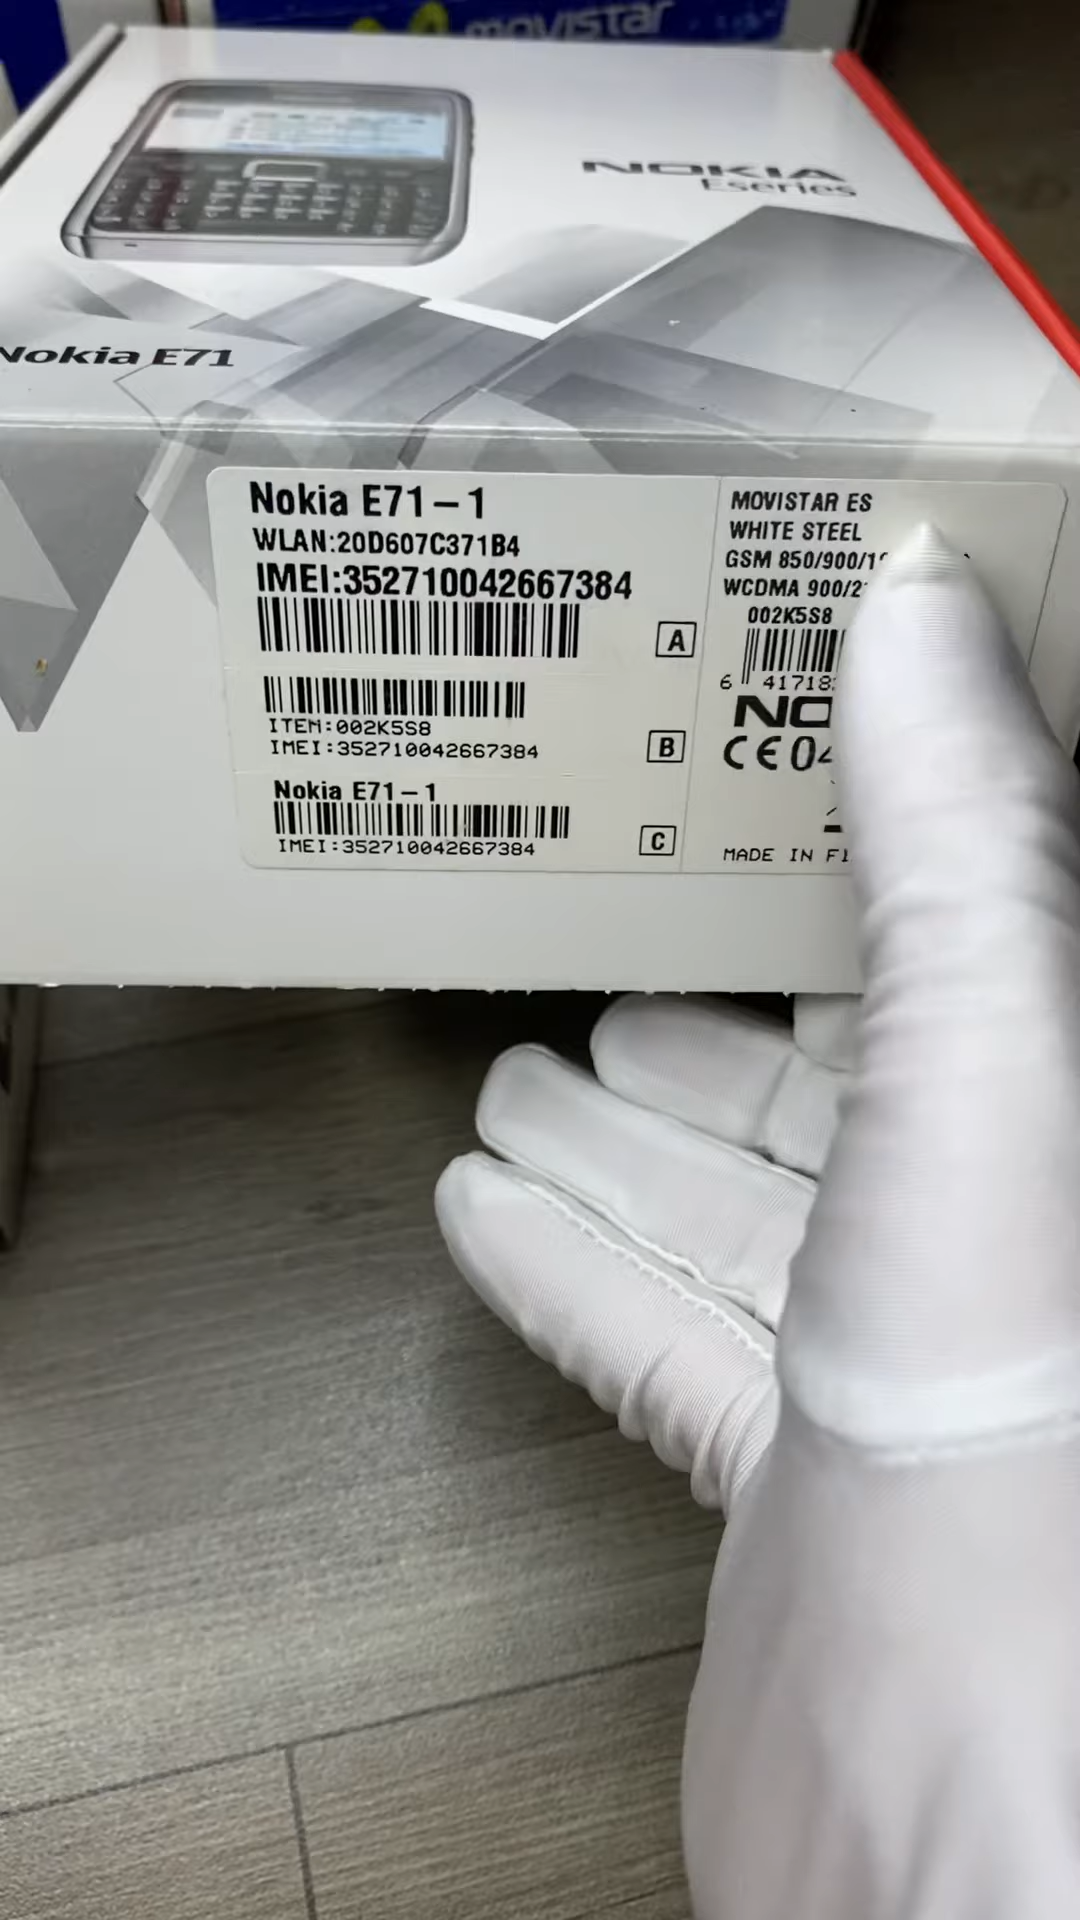 movistar
NOKIA
Eseries
Nokia E71
Nokia E71-1
WLAN:20D607C371B4
IMEI:352710042667384
A
ITEM:002K5S8
IMEI:352710042667384
B
Nokia E71-1
IMEI:352710042667384
C
MOVISTAR ES
WHITE STEEL
GSM 850/900/1
WCDMA 900/2
002K5S8
6 41718
NO
CE04
MADE IN FI